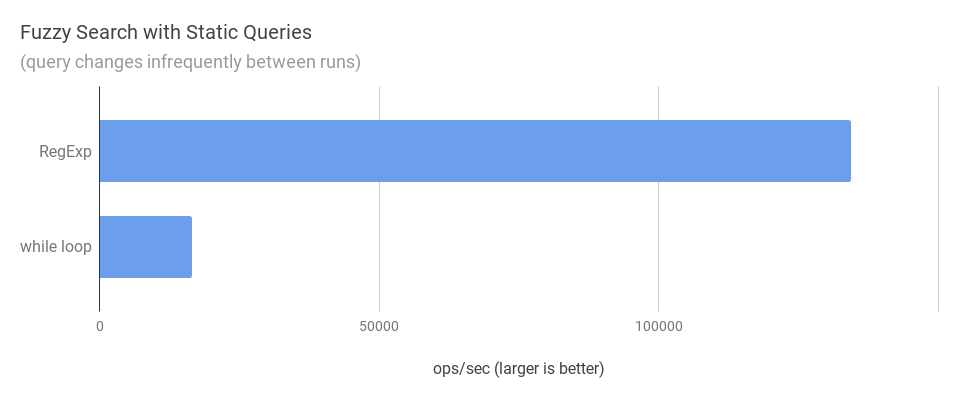 Fuzzy Search with Static Queries
(query changes infrequently between runs)
RegExp
while loop
0
50000
100000
ops/sec (larger is better)